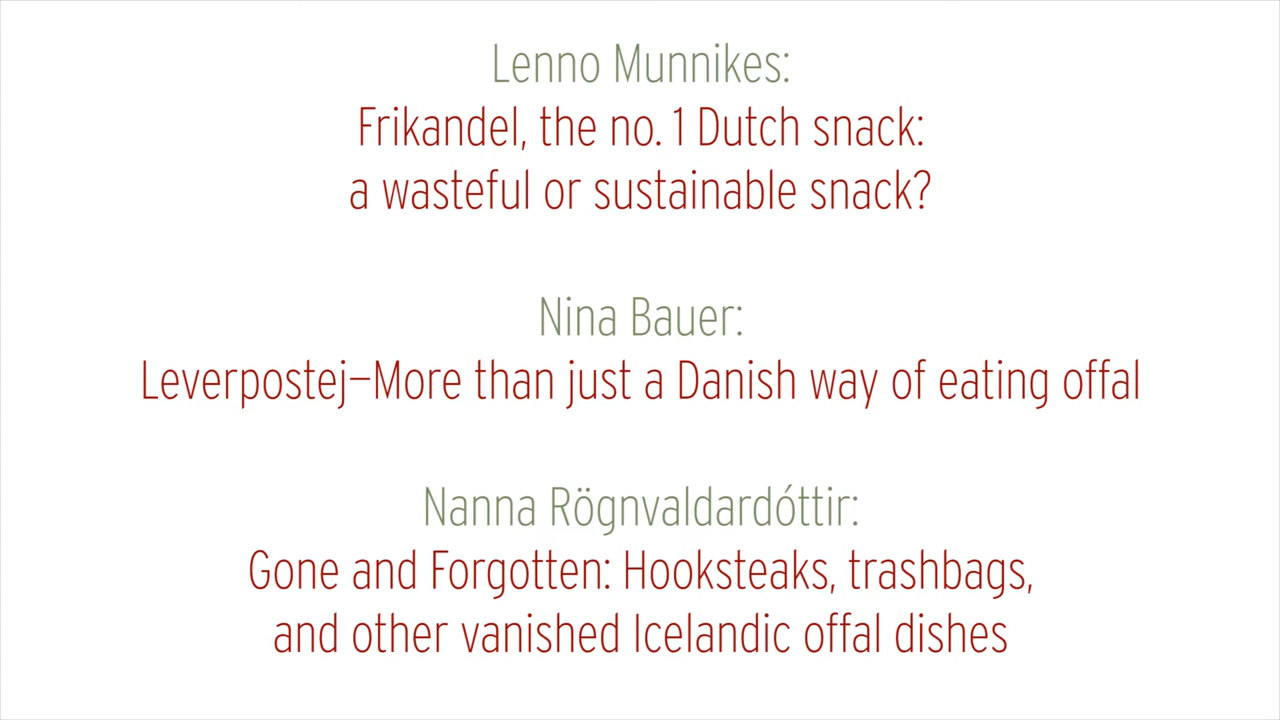 Lenno Munnikes:
Frikandel, the no. 1 Dutch snack:
a wasteful or sustainable snack?
Nina Bauer:
Leverpostej–More than just a Danish way of eating offal
Nanna Rögnvaldardóttir:
Gone and Forgotten: Hooksteaks, trashbags,
and other vanished Icelandic offal dishes